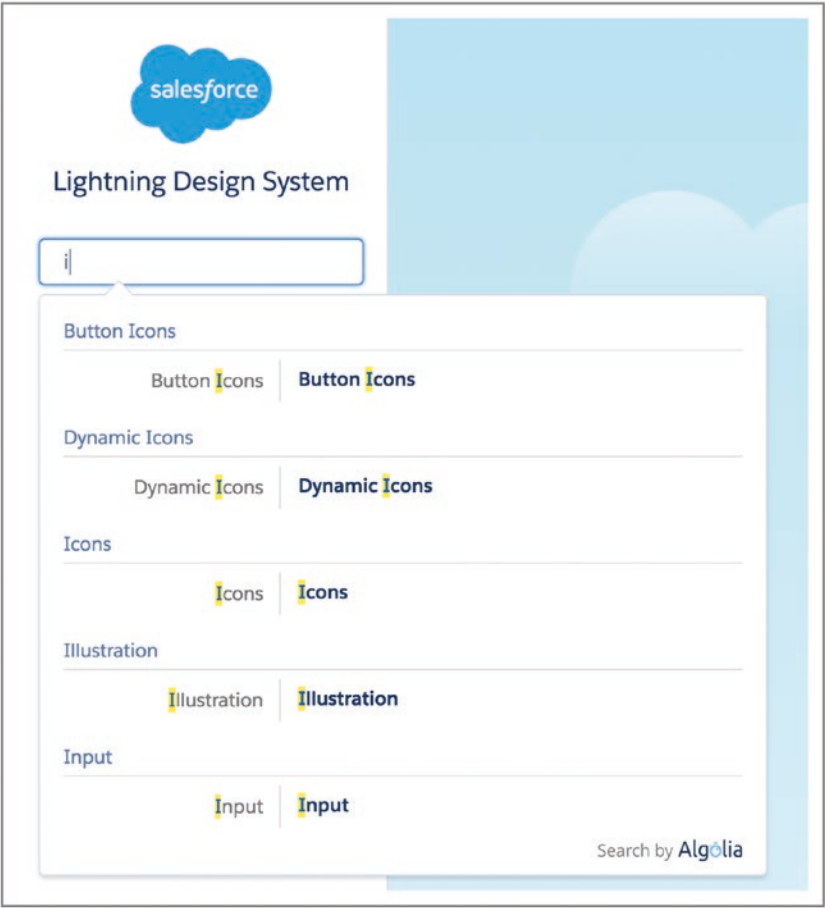 salesforce
Lightning Design System
i
Button Icons
Button Icons Button Icons
Dynamic Icons
Dynamic Icons Dynamic Icons
Icons
Icons Icons
Illustration
Illustration Illustration
Input
Input Input
Search by Algolia